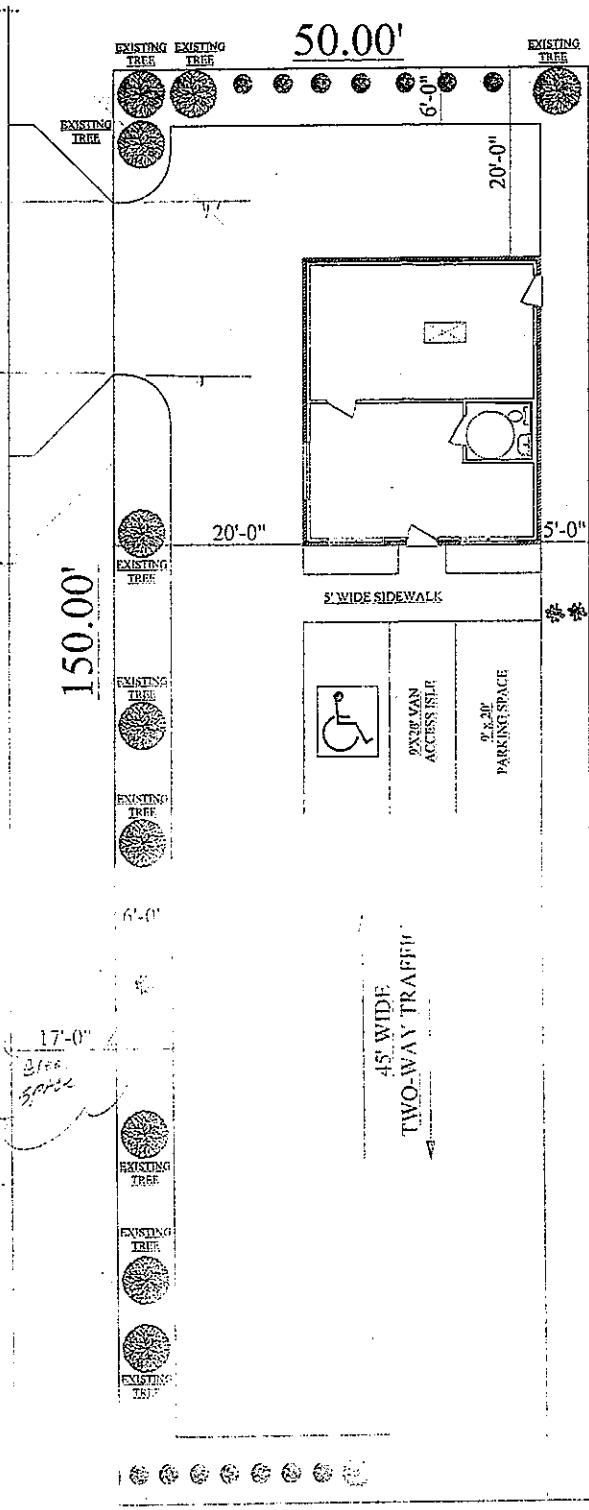 50.00'
EXISTING
TREE
EXISTING
TREE
EXISTING
TREE
EXISTING
TREE
6'-0"
20'-0"
20'-0"
5'-0"
EXISTING
TREE
150.00'
5' WIDE SIDEWALK
EXISTING
TREE
9'X20' VAN
ACCESS ISLE
9' x 20'
PARKING SPACE
EXISTING
TREE
6'-0'
45' WIDE
TWO-WAY TRAFFIC
17'-0"
SPACE
EXISTING
TREE
EXISTING
TREE
EXISTING
TREE